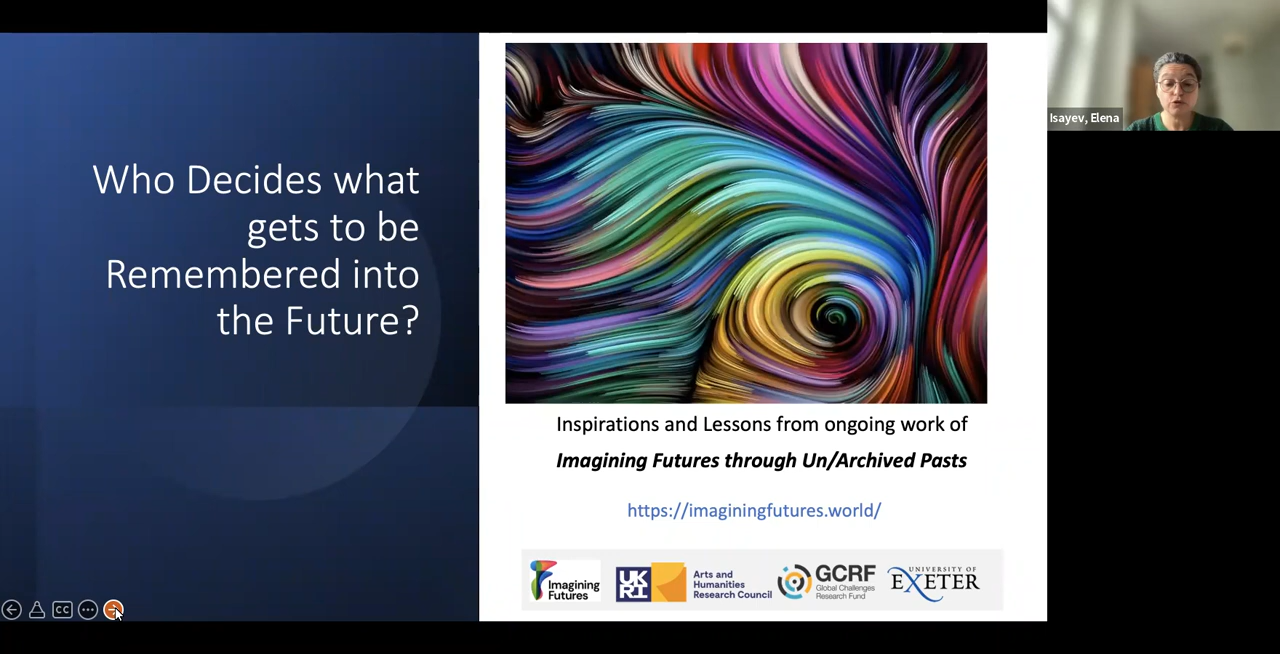 Who Decides what
gets to be
Remembered into
the Future?
Inspirations and Lessons from ongoing work of
Imagining Futures through Un/Archived Pasts
https://imaginingfutures.world/
Imagining
Futures
UK
RI
Arts and
Humanities
Research Council
GCRF
Global Challenges
Research Fund
UNIVERSITY OF
EXETER
Isayev, Elena
CC